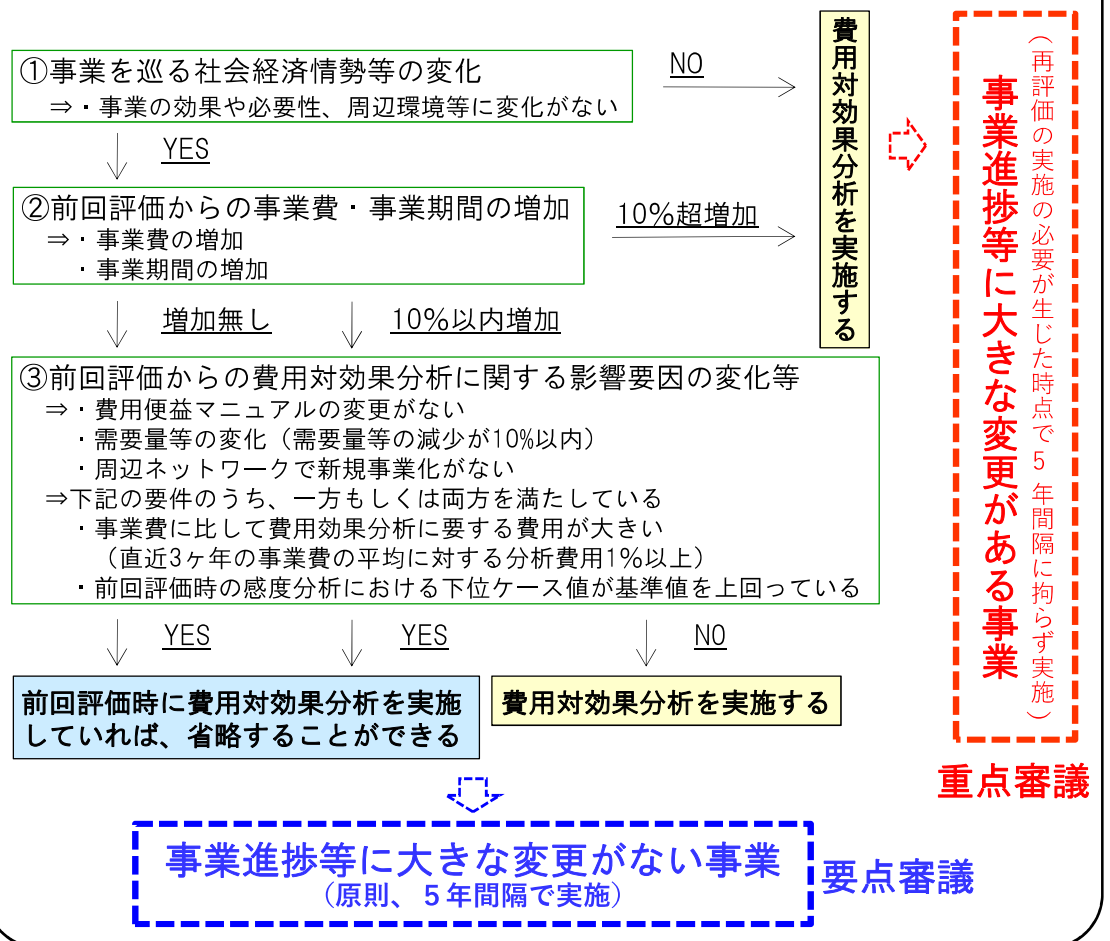 ①事業を巡る社会経済情勢等の変化
⇒・事業の効果や必要性、周辺環境等に変化がない
NO
YES
②前回評価からの事業費・事業期間の増加
⇒・事業費の増加
・事業期間の増加
10%超増加
増加無し
10%以内増加
費用対効果分析を実施する
③前回評価からの費用対効果分析に関する影響要因の変化等
⇒・費用便益マニュアルの変更がない
・需要量等の変化（需要量等の減少が10%以内）
・周辺ネットワークで新規事業化がない
⇒下記の要件のうち、一方もしくは両方を満たしている
・事業費に比して費用効果分析に要する費用が大きい
（直近3ヶ年の事業費の平均に対する分析費用1%以上）
・前回評価時の感度分析における下位ケース値が基準値を上回っている
YES
YES
NO
前回評価時に費用対効果分析を実施
していれば、省略することができる
費用対効果分析を実施する
（再評価の実施の必要が生じた時点で５年間隔に拘らず実施）
事業進捗等に大きな変更がある事業
重点審議
事業進捗等に大きな変更がない事業
（原則、５年間隔で実施）
要点審議